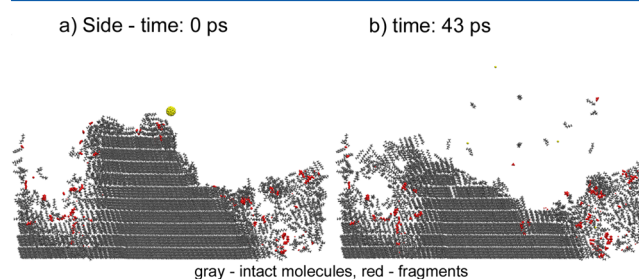 a) Side - time: 0 ps
b) time: 43 ps
gray - intact molecules, red - fragments